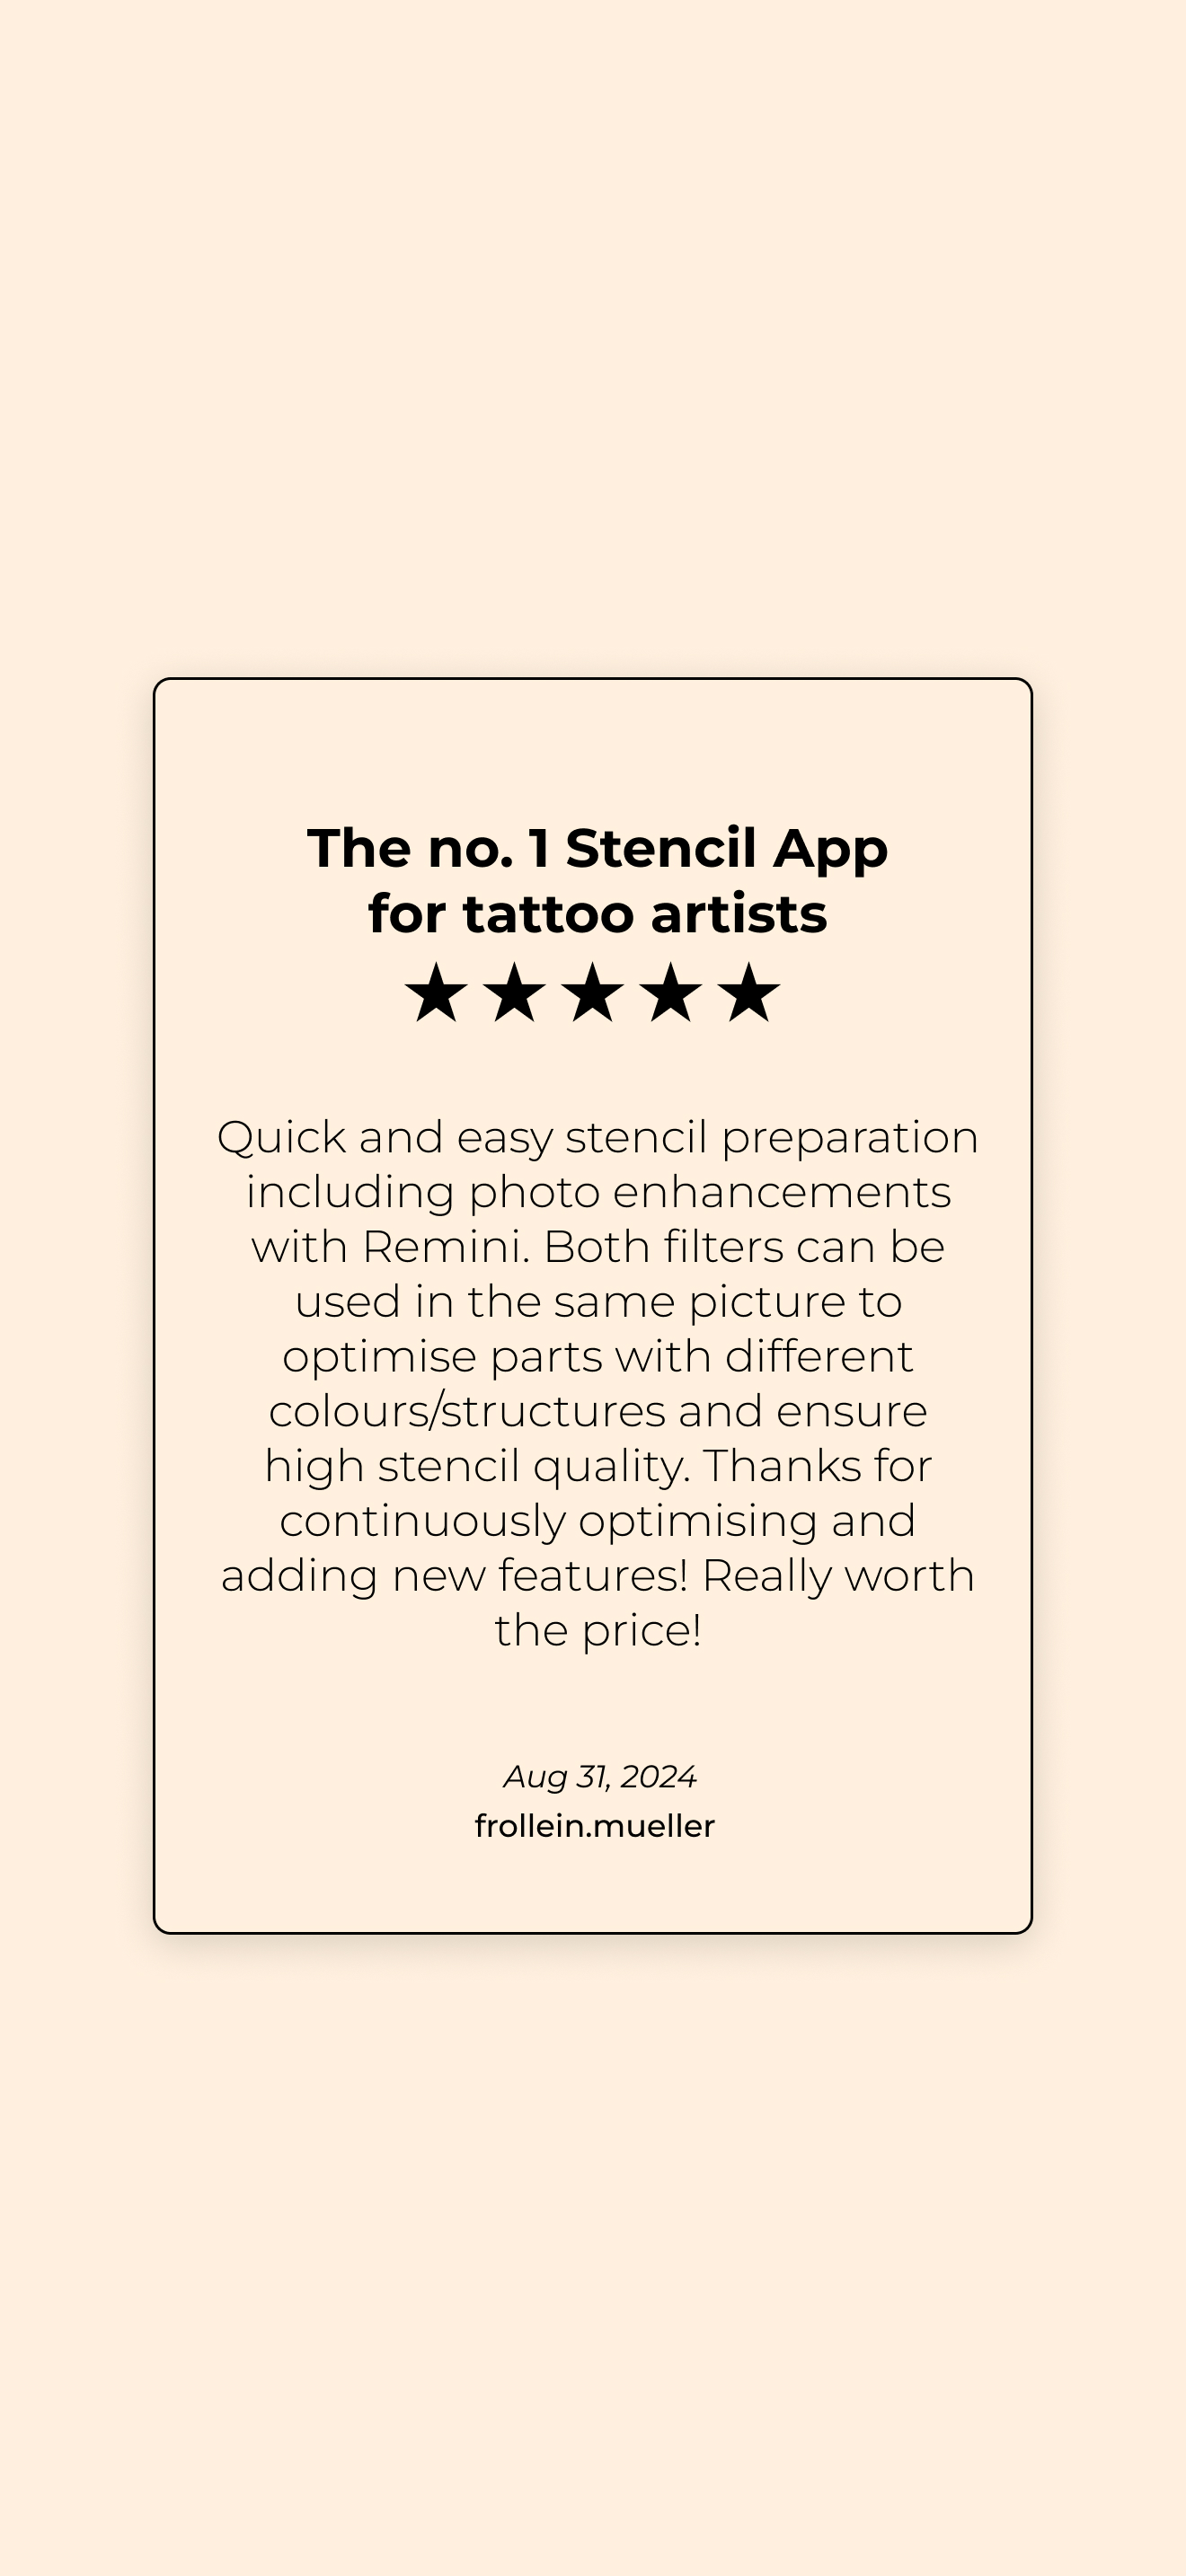 The no. 1 Stencil App
for tattoo artists
★★★★★
Quick and easy stencil preparation
including photo enhancements
with Remini. Both filters can be
used in the same picture to
optimise parts with different
colours/structures and ensure
high stencil quality. Thanks for
continuously optimising and
adding new features! Really worth
the price!
Aug 31, 2024
frollein.mueller